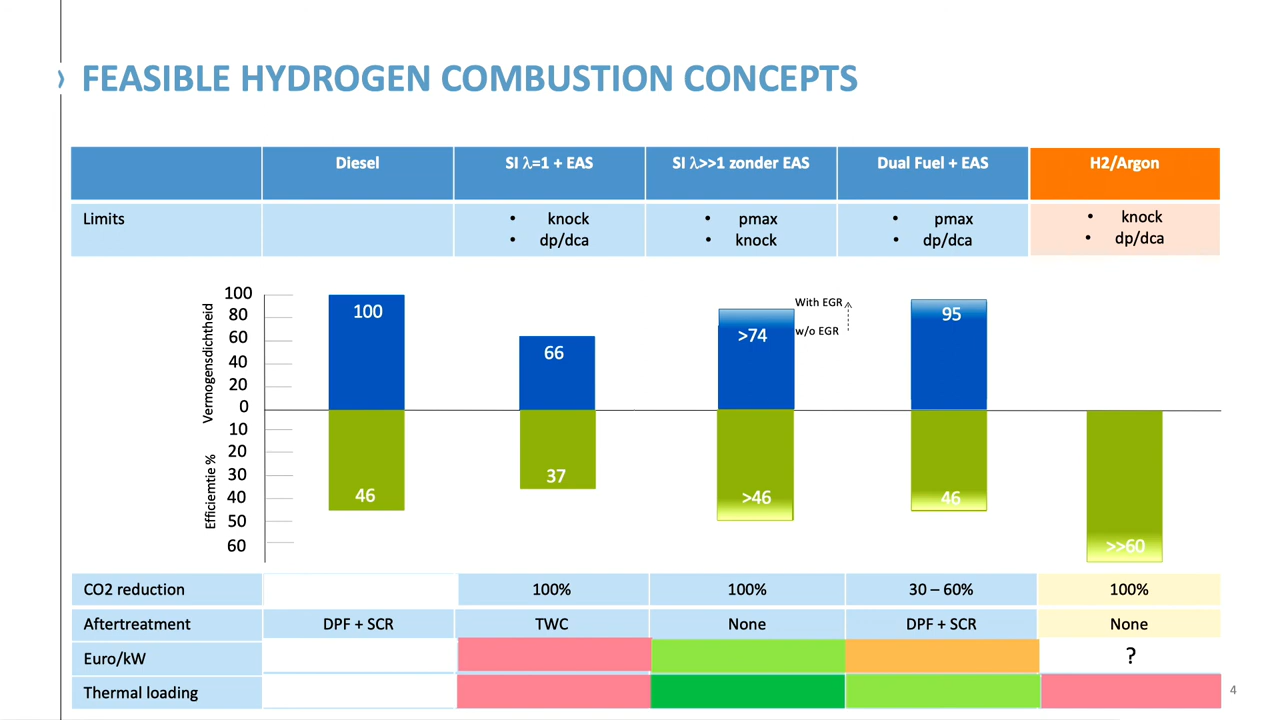 FEASIBLE HYDROGEN COMBUSTION CONCEPTS
Diesel
SI λ=1 + EAS
SI λ>>1 zonder EAS
Dual Fuel + EAS
H2/Argon
Limits
• knock
• dp/dca
• pmax
• knock
• pmax
• dp/dca
• knock
• dp/dca
Vermogensdichtheid
100
80
60
40
20
0
Efficiemtie %
10
20
30
40
50
60
100
66
>74
95
With EGR
w/o EGR
46
37
>46
46
>>60
CO2 reduction
100%
100%
30 – 60%
100%
Aftertreatment
DPF + SCR
TWC
None
DPF + SCR
None
Euro/kW
?
Thermal loading
4